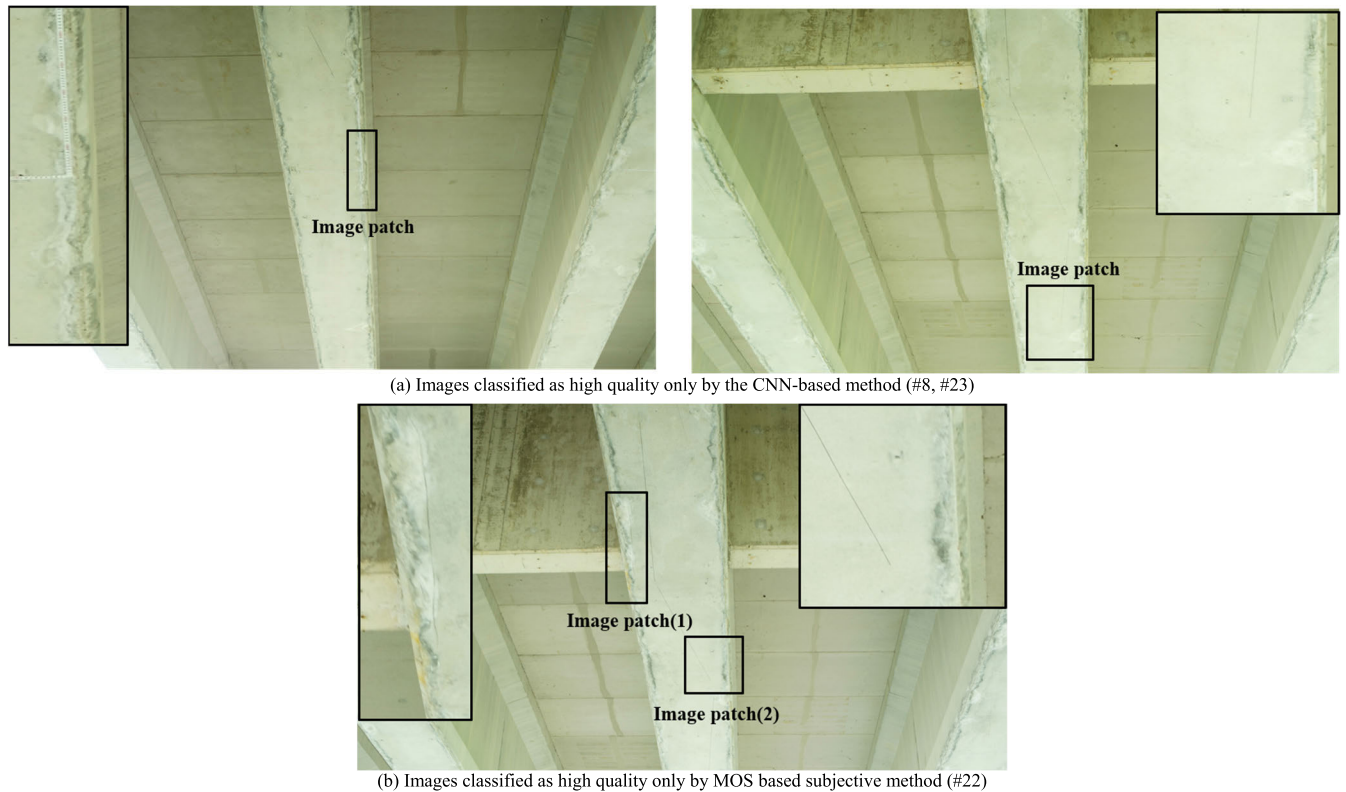 Image patch
Image patch
(a) Images classified as high quality only by the CNN-based method (#8, #23)
Image patch(1)
Image patch(2)
(b) Images classified as high quality only by MOS based subjective method (#22)